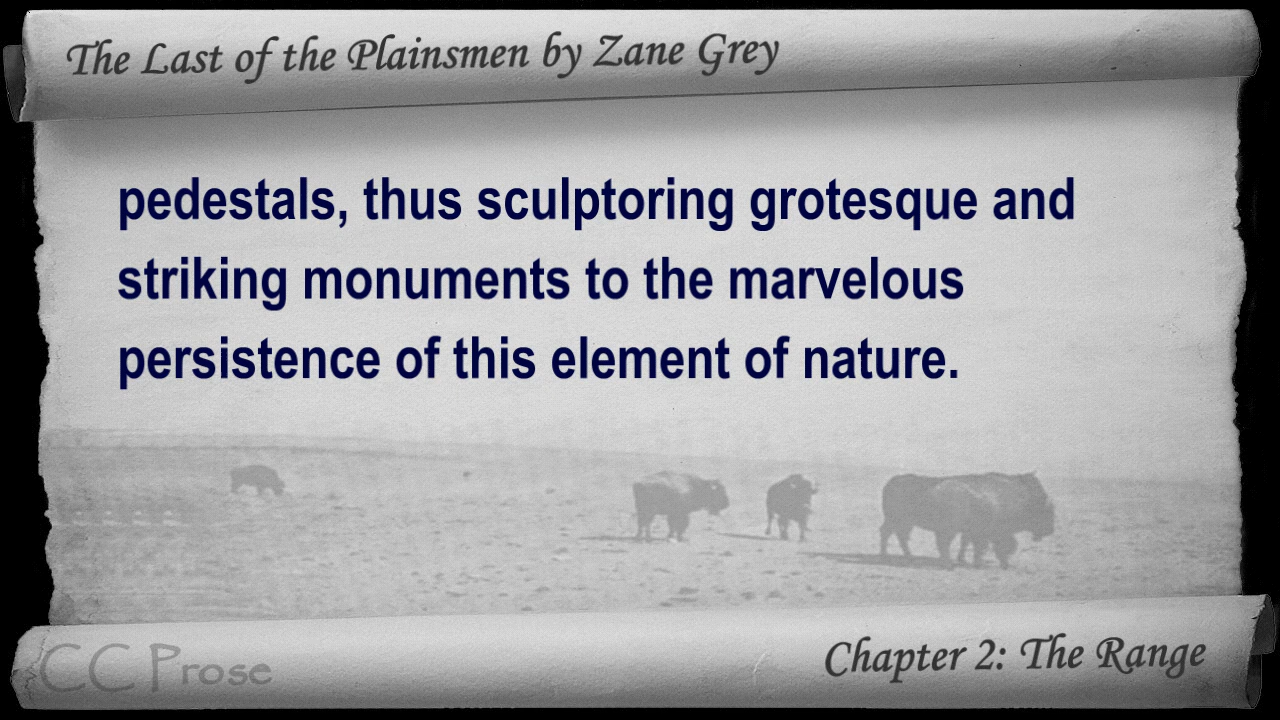 The Last of the Plainsmen by Zane Grey
pedestals, thus sculptoring grotesque and
striking monuments to the marvelous
persistence of this element of nature.
CC Prose
Chapter 2: The Range